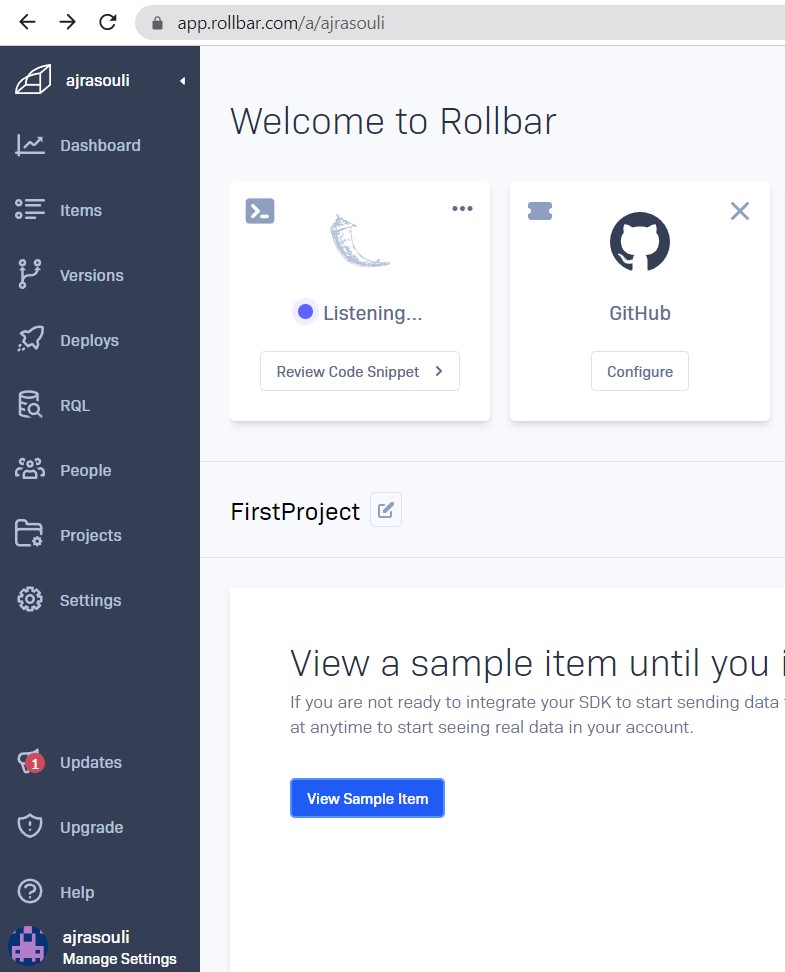 app.rollbar.com/a/ajrasouli
ajrasouli
Dashboard
Items
Versions
Deploys
RQL
People
Projects
Settings
1
Updates
Upgrade
Help
ajrasouli
Manage Settings
Welcome to Rollbar
Listening...
Review Code Snippet
GitHub
Configure
FirstProject
View a sample item until you
If you are not ready to integrate your SDK to start sending data
at anytime to start seeing real data in your account.
View Sample Item